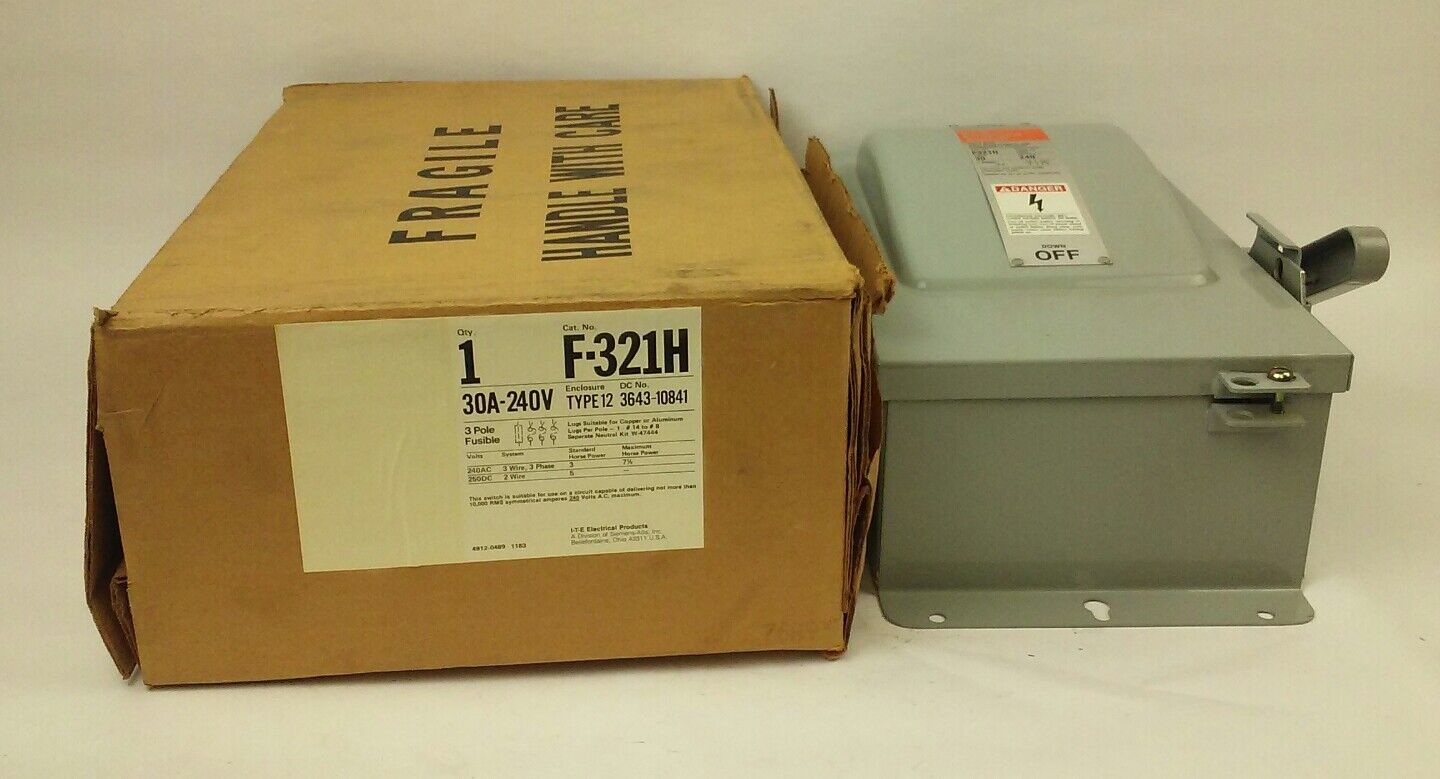 FRAGILE
HANDLE WITH CARE
Qty. Cat. No.
1 F-321H
30A-240V Enclosure TYPE 12 DC No. 3643-10841
3 Pole Fusible
Lugs Suitable for Copper or Aluminum
Lugs Per Pole - 1 #14 to #8
Separate Neutral Kit W-47444
Volts System Standard Horse Power Maximum Horse Power
240AC 3 Wire, 3 Phase 3 7½
250DC 2 Wire 5 —
This switch is suitable for use on a circuit capable of delivering not more than
10,000 RMS symmetrical amperes 240 Volts A.C. maximum.
I-T-E Electrical Products
A Division of Siemens-Allis, Inc.
Bellefontaine, Ohio 43311 U.S.A.
4812-0489 1183
F321H
30 240
DANGER
DOWN
OFF